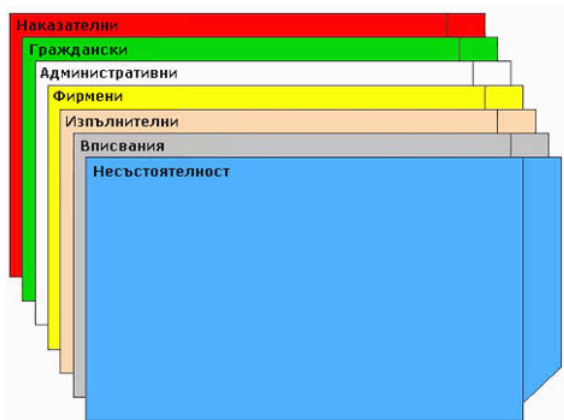 Наказателни
Граждански
Административни
Фирмени
Изпълнителни
Вписвания
Несъстоятелност